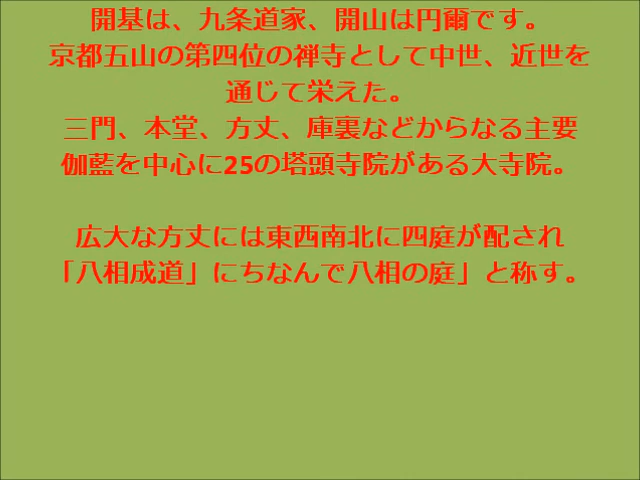 開基は、九条道家、開山は円爾です。
京都五山の第四位の禅寺として中世、近世を
通じて栄えた。
三門、本堂、方丈、庫裏などからなる主要
伽藍を中心に25の塔頭寺院がある大寺院。
広大な方丈には東西南北に四庭が配され
「八相成道」にちなんで八相の庭」と称す。